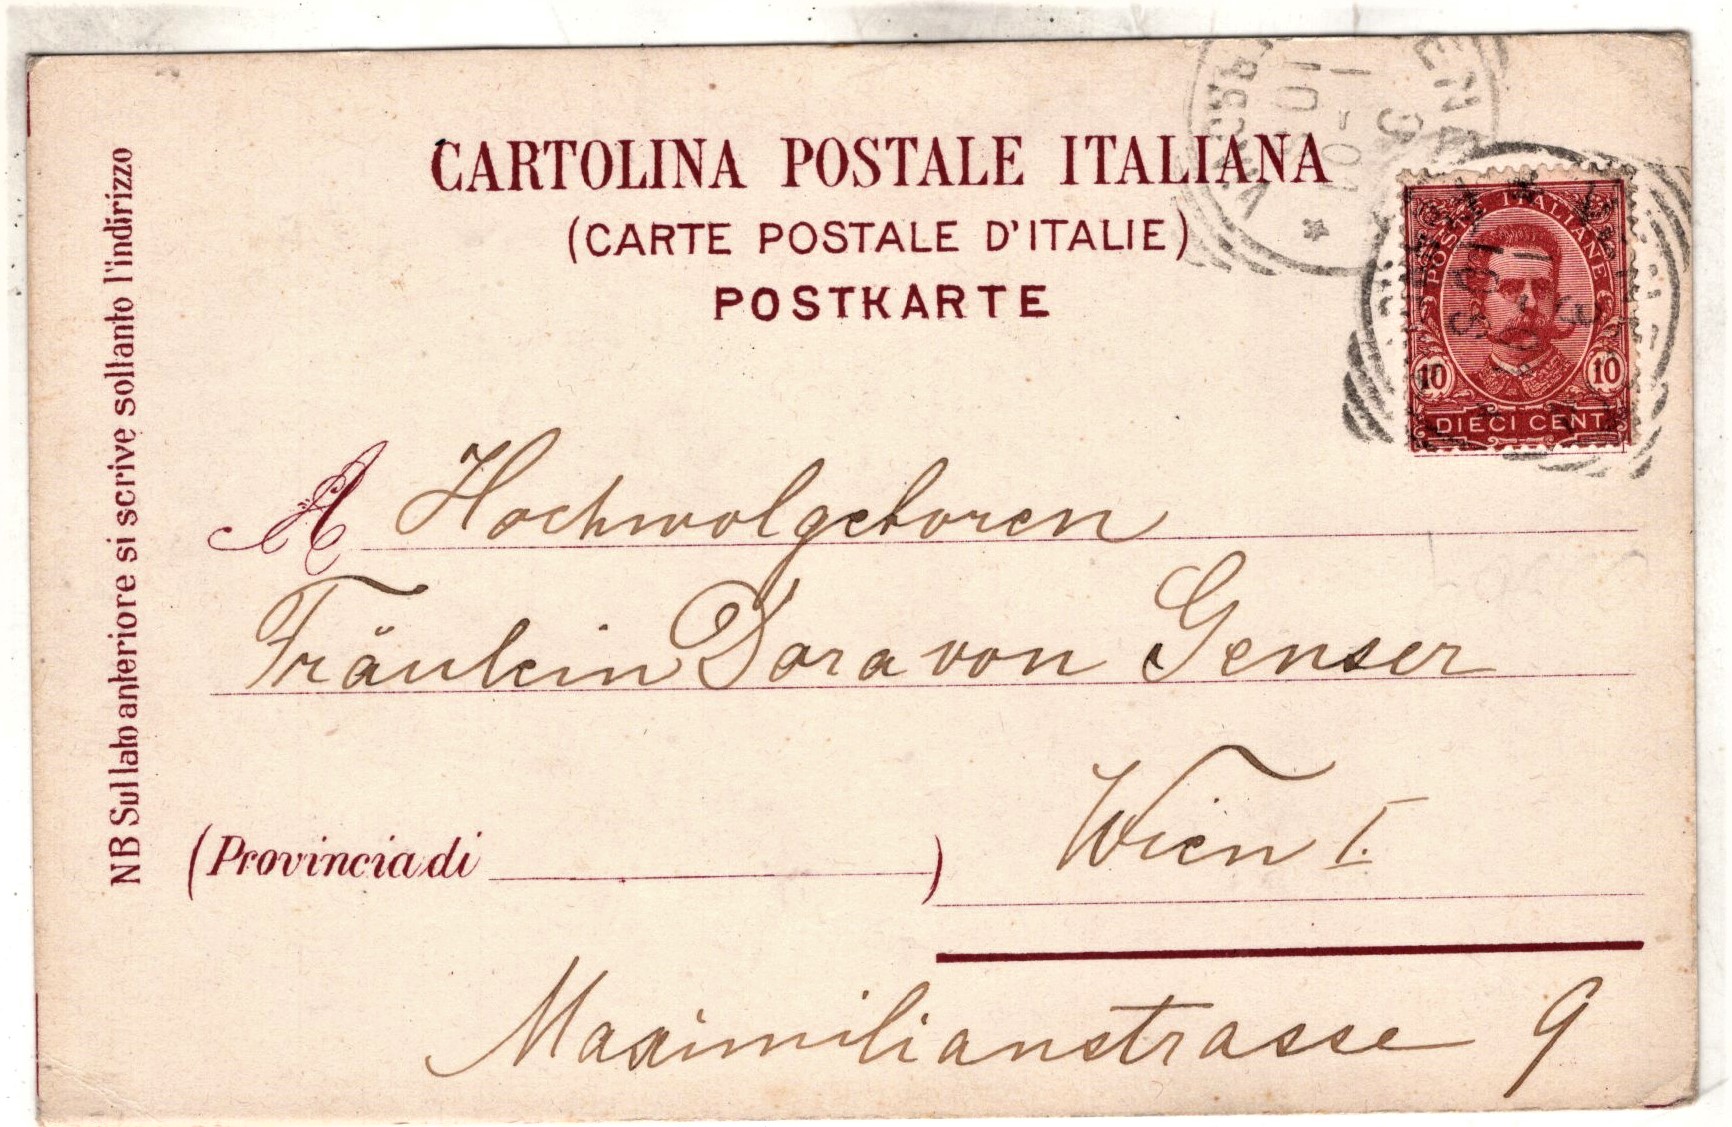 CARTOLINA POSTALE ITALIANA
(CARTE POSTALE D'ITALIE)
POSTKARTE
POSTE ITALIANE
10 10
DIECI CENT
A Hochwolgeboren
Fräulein Dora von Genser
(Provincia di )
Wien I.
Maximilianstrasse 9
NB Sul lato anteriore si scrive soltanto l'indirizzo